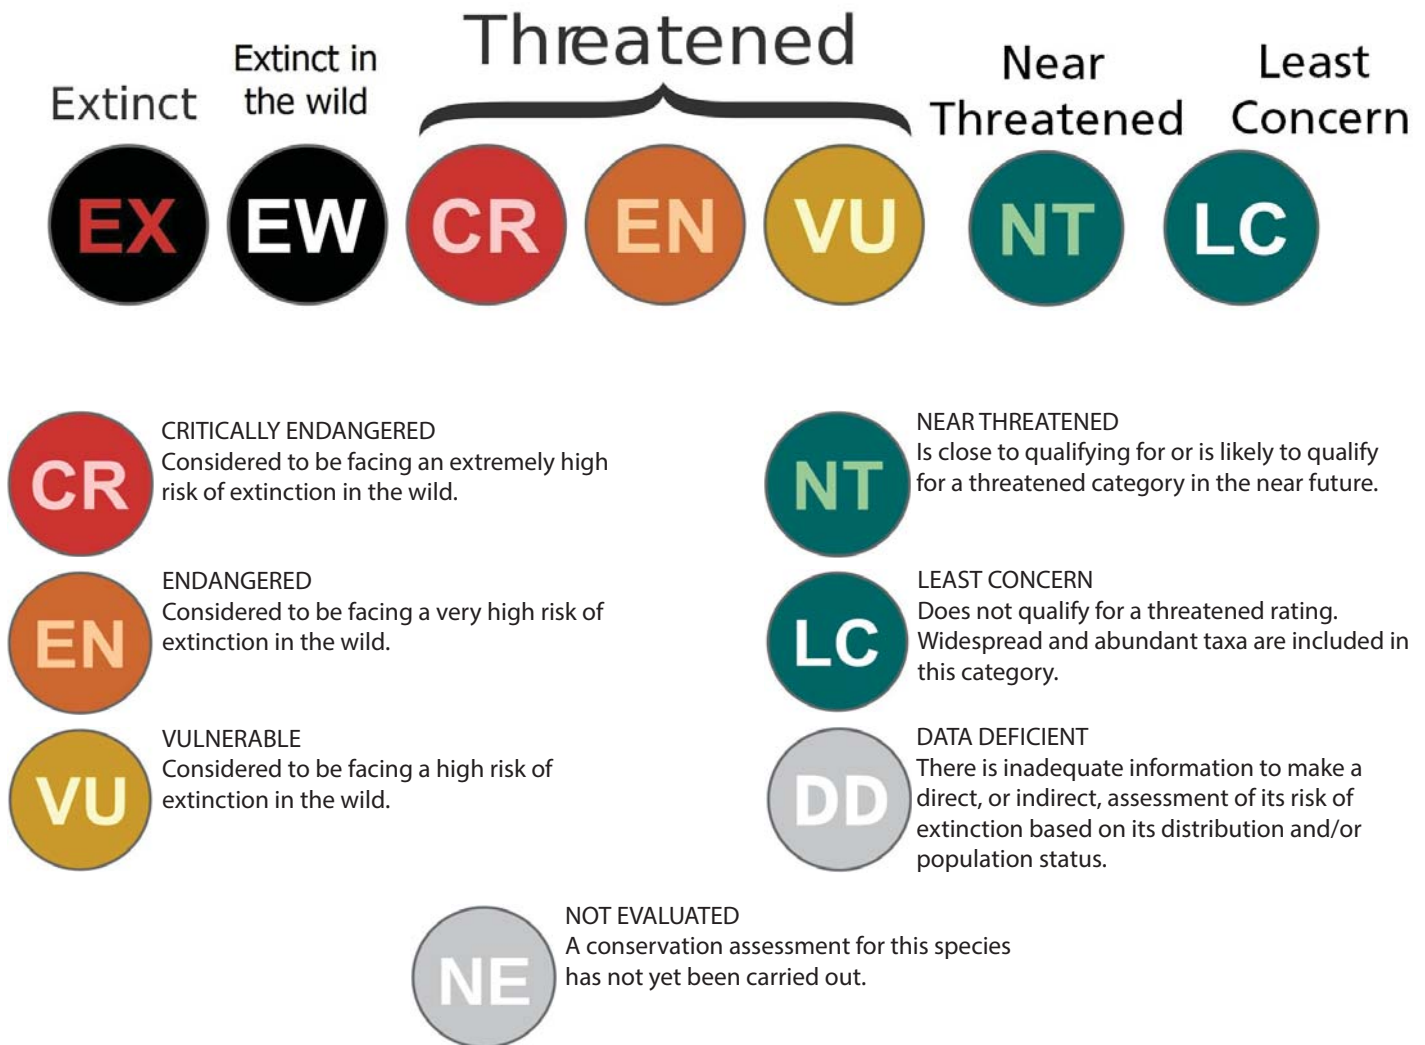 Threatened
Extinct
Extinct in
the wild
Near
Threatened
Least
Concern
EX
EW
CR
EN
VU
NT
LC
CR
CRITICALLY ENDANGERED
Considered to be facing an extremely high
risk of extinction in the wild.
EN
ENDANGERED
Considered to be facing a very high risk of
extinction in the wild.
VU
VULNERABLE
Considered to be facing a high risk of
extinction in the wild.
NT
NEAR THREATENED
Is close to qualifying for or is likely to qualify
for a threatened category in the near future.
LC
LEAST CONCERN
Does not qualify for a threatened rating.
Widespread and abundant taxa are included in
this category.
DD
DATA DEFICIENT
There is inadequate information to make a
direct, or indirect, assessment of its risk of
extinction based on its distribution and/or
population status.
NE
NOT EVALUATED
A conservation assessment for this species
has not yet been carried out.